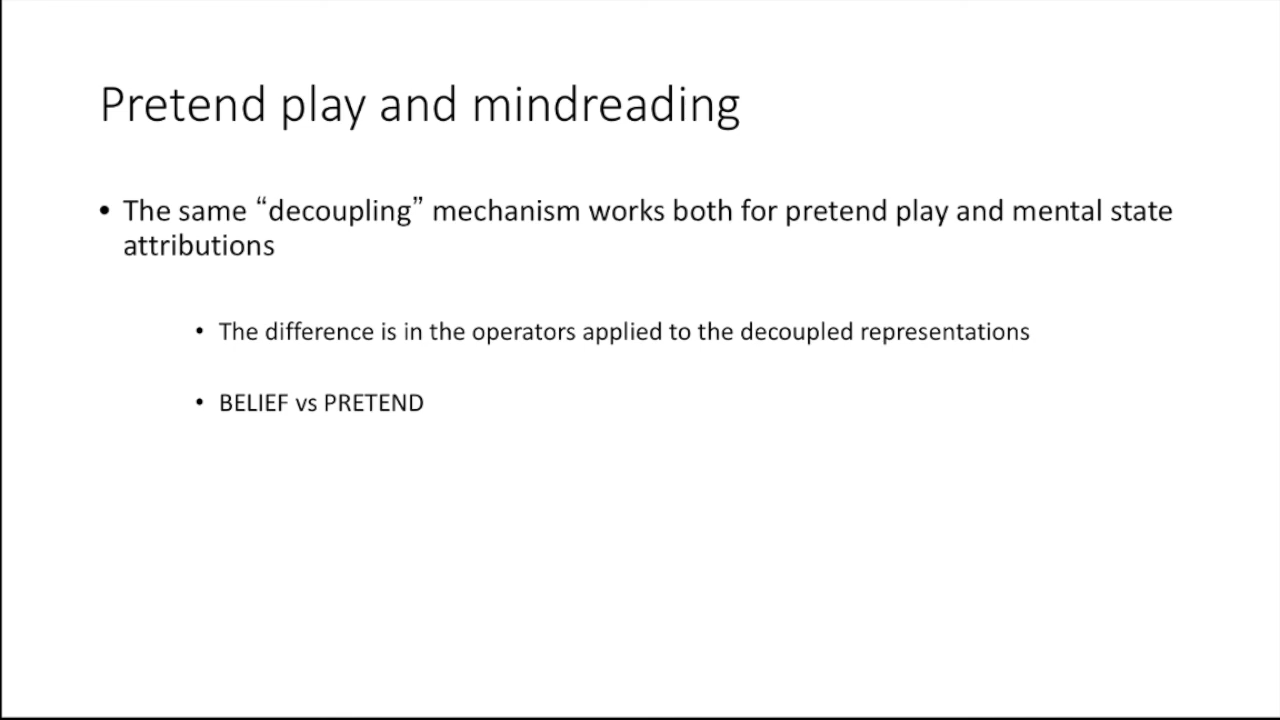 Pretend play and mindreading
• The same “decoupling” mechanism works both for pretend play and mental state
attributions
• The difference is in the operators applied to the decoupled representations
• BELIEF vs PRETEND